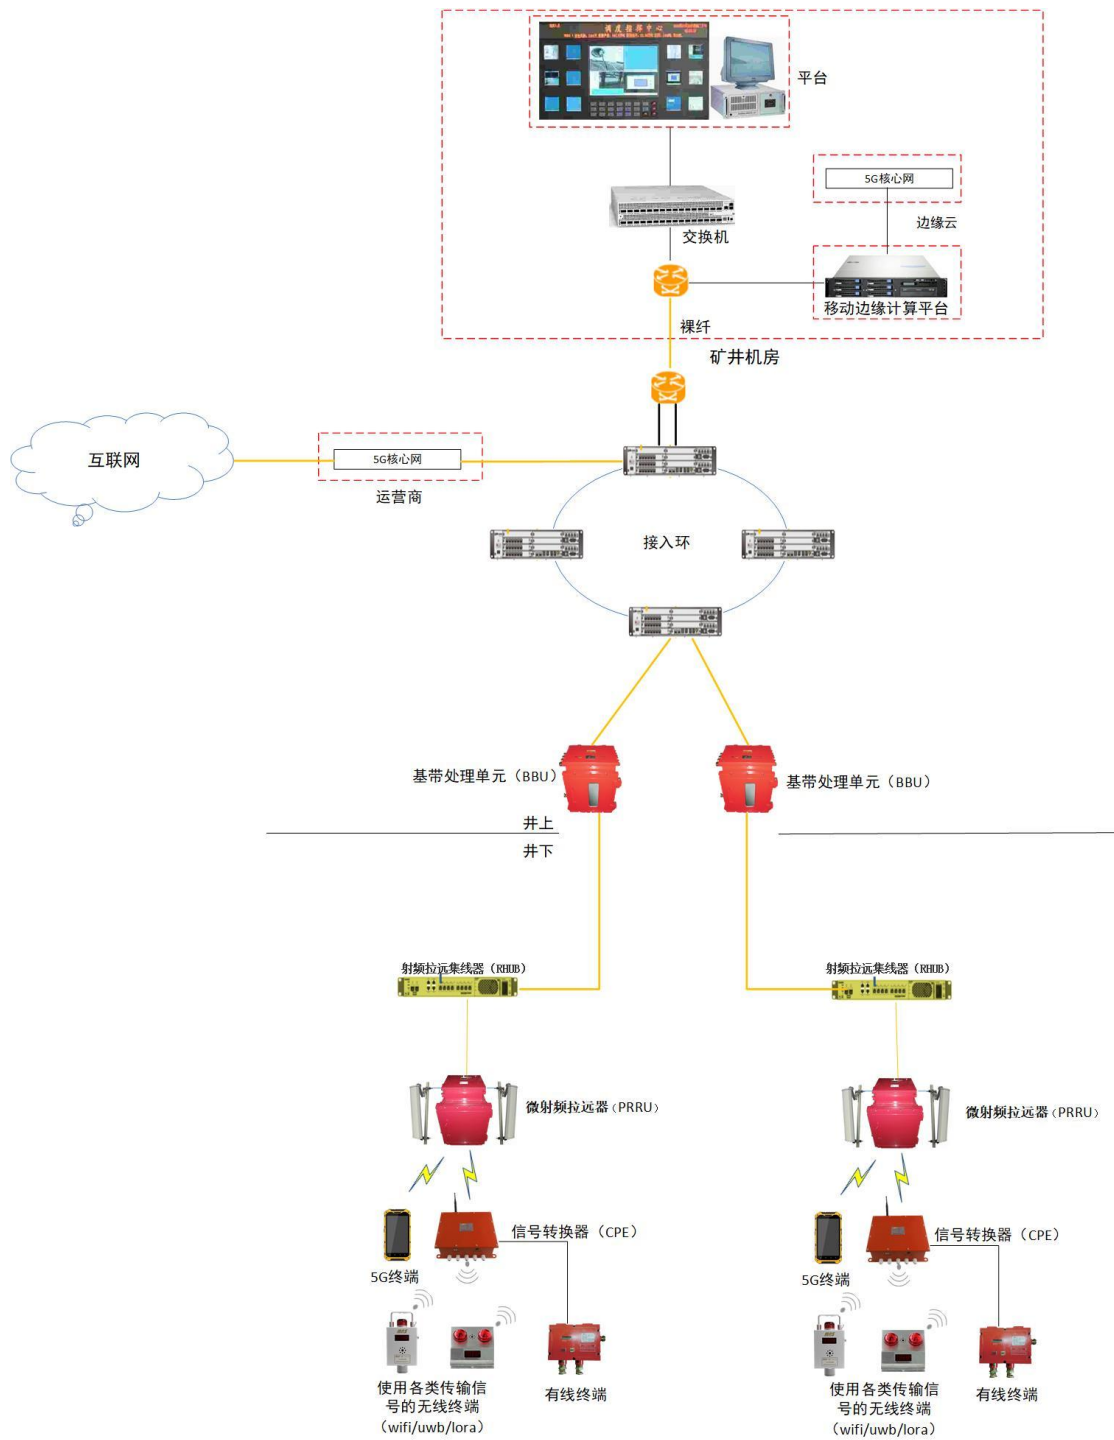 调度指挥中心
平台
5G核心网
边缘云
交换机
移动边缘计算平台
裸纤
矿井机房
互联网
5G核心网
运营商
接入环
基带处理单元（BBU）
基带处理单元（BBU）
井上
井下
射频拉远集线器（RHUB）
射频拉远集线器（RHUB）
微射频拉远器（PRRU）
微射频拉远器（PRRU）
信号转换器（CPE）
信号转换器（CPE）
5G终端
5G终端
使用各类传输信
号的无线终端
（wifi/uwb/lora）
有线终端
使用各类传输信
号的无线终端
（wifi/uwb/lora）
有线终端